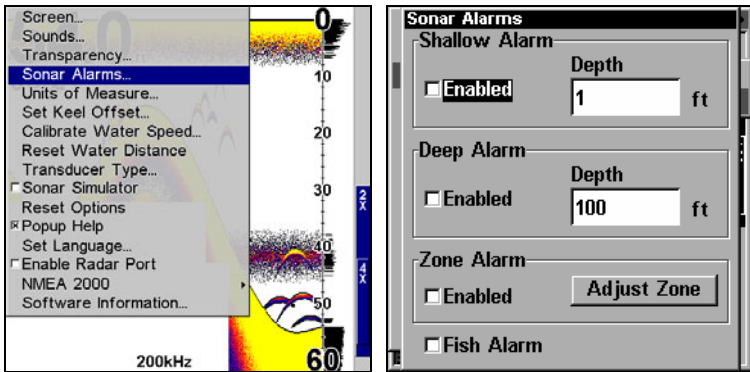 Screen...
Sounds...
Transparency...
Sonar Alarms...
Units of Measure...
Set Keel Offset...
Calibrate Water Speed...
Reset Water Distance
Transducer Type...
Sonar Simulator
Reset Options
Popup Help
Set Language...
Enable Radar Port
NMEA 2000
Software Information...
0
10
20
30
40
50
60
2X
4X
200kHz
Sonar Alarms
Shallow Alarm
Depth
Enabled 1 ft
Deep Alarm
Depth
Enabled 100 ft
Zone Alarm
Enabled Adjust Zone
Fish Alarm